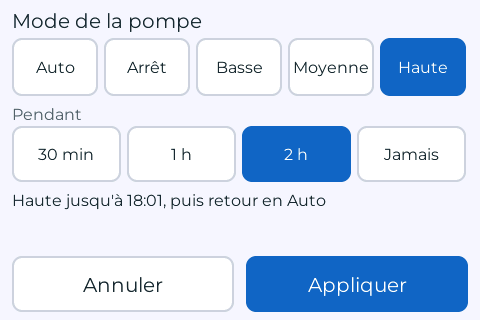 Mode de la pompe
Auto Arrêt Basse Moyenne Haute
Pendant
30 min 1 h 2 h Jamais
Haute jusqu'à 18:01, puis retour en Auto
Annuler Appliquer